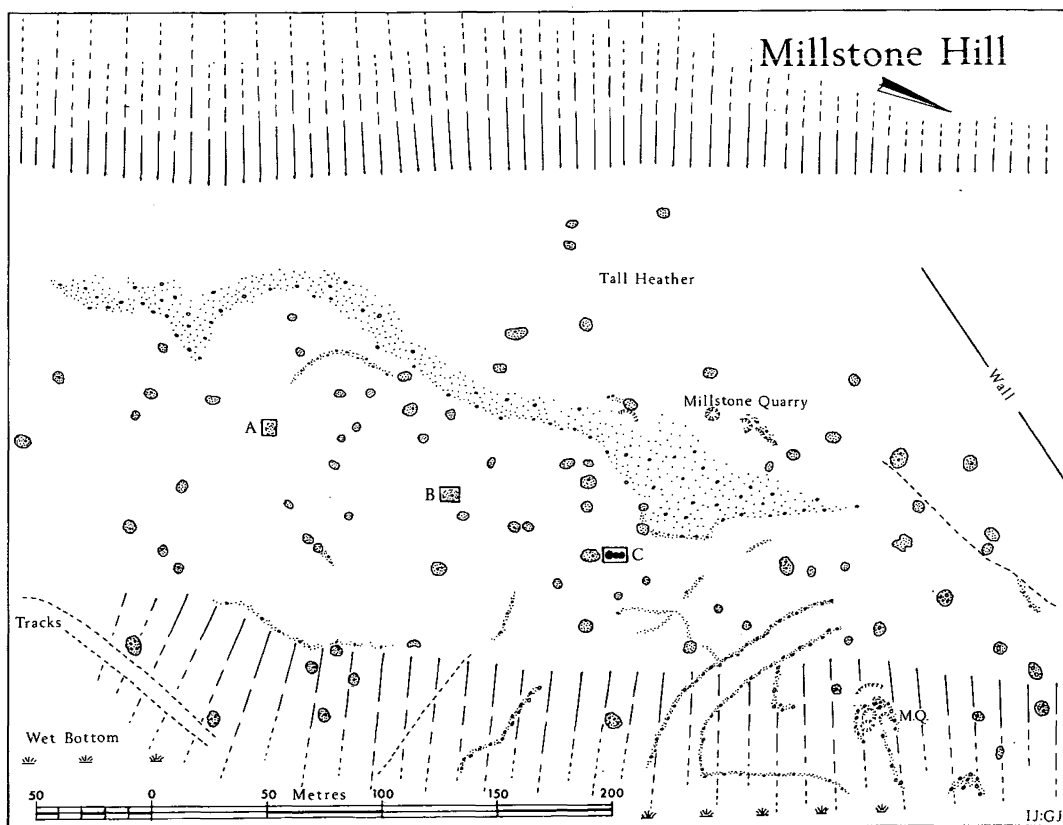 Millstone Hill
Tall Heather
Wall
Millstone Quarry
A
B
C
Tracks
M.Q.
Wet Bottom
50 0 50 Metres 100 150 200
IJ:GJ